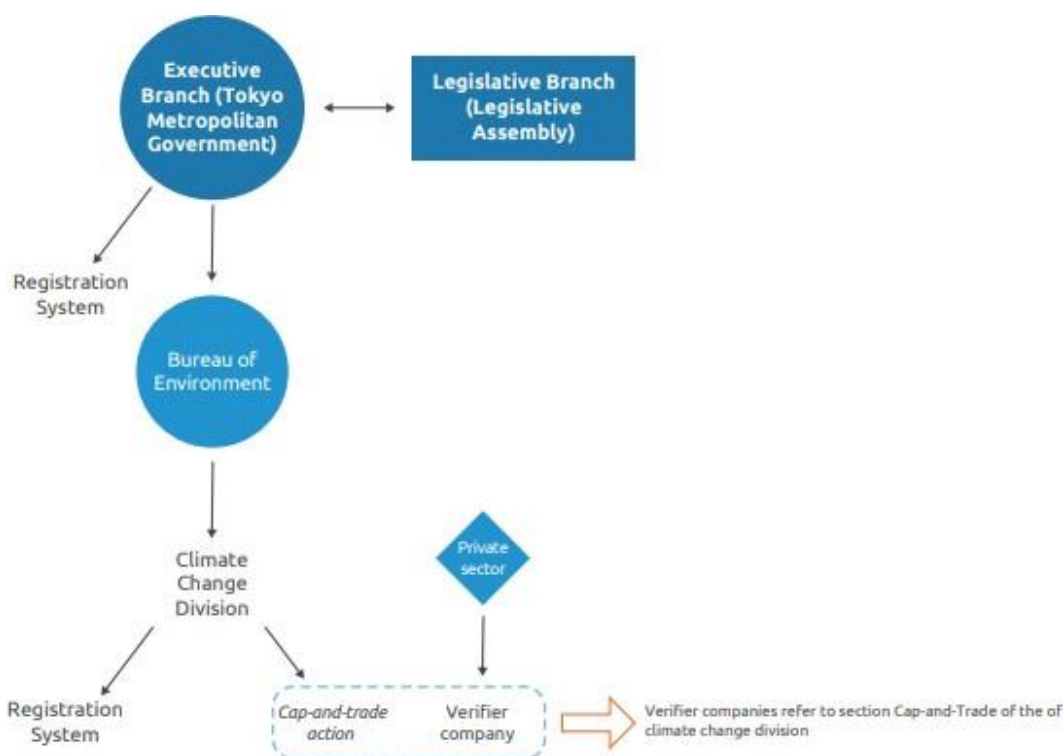 Executive
Branch (Tokyo
Metropolitan
Government)
Legislative Branch
(Legislative
Assembly)
Registration
System
Bureau of
Environment
Climate
Change
Division
Private
sector
Registration
System
Cap-and-trade
action
Verifier
company
Verifier companies refer to section Cap-and-Trade of the of
climate change division